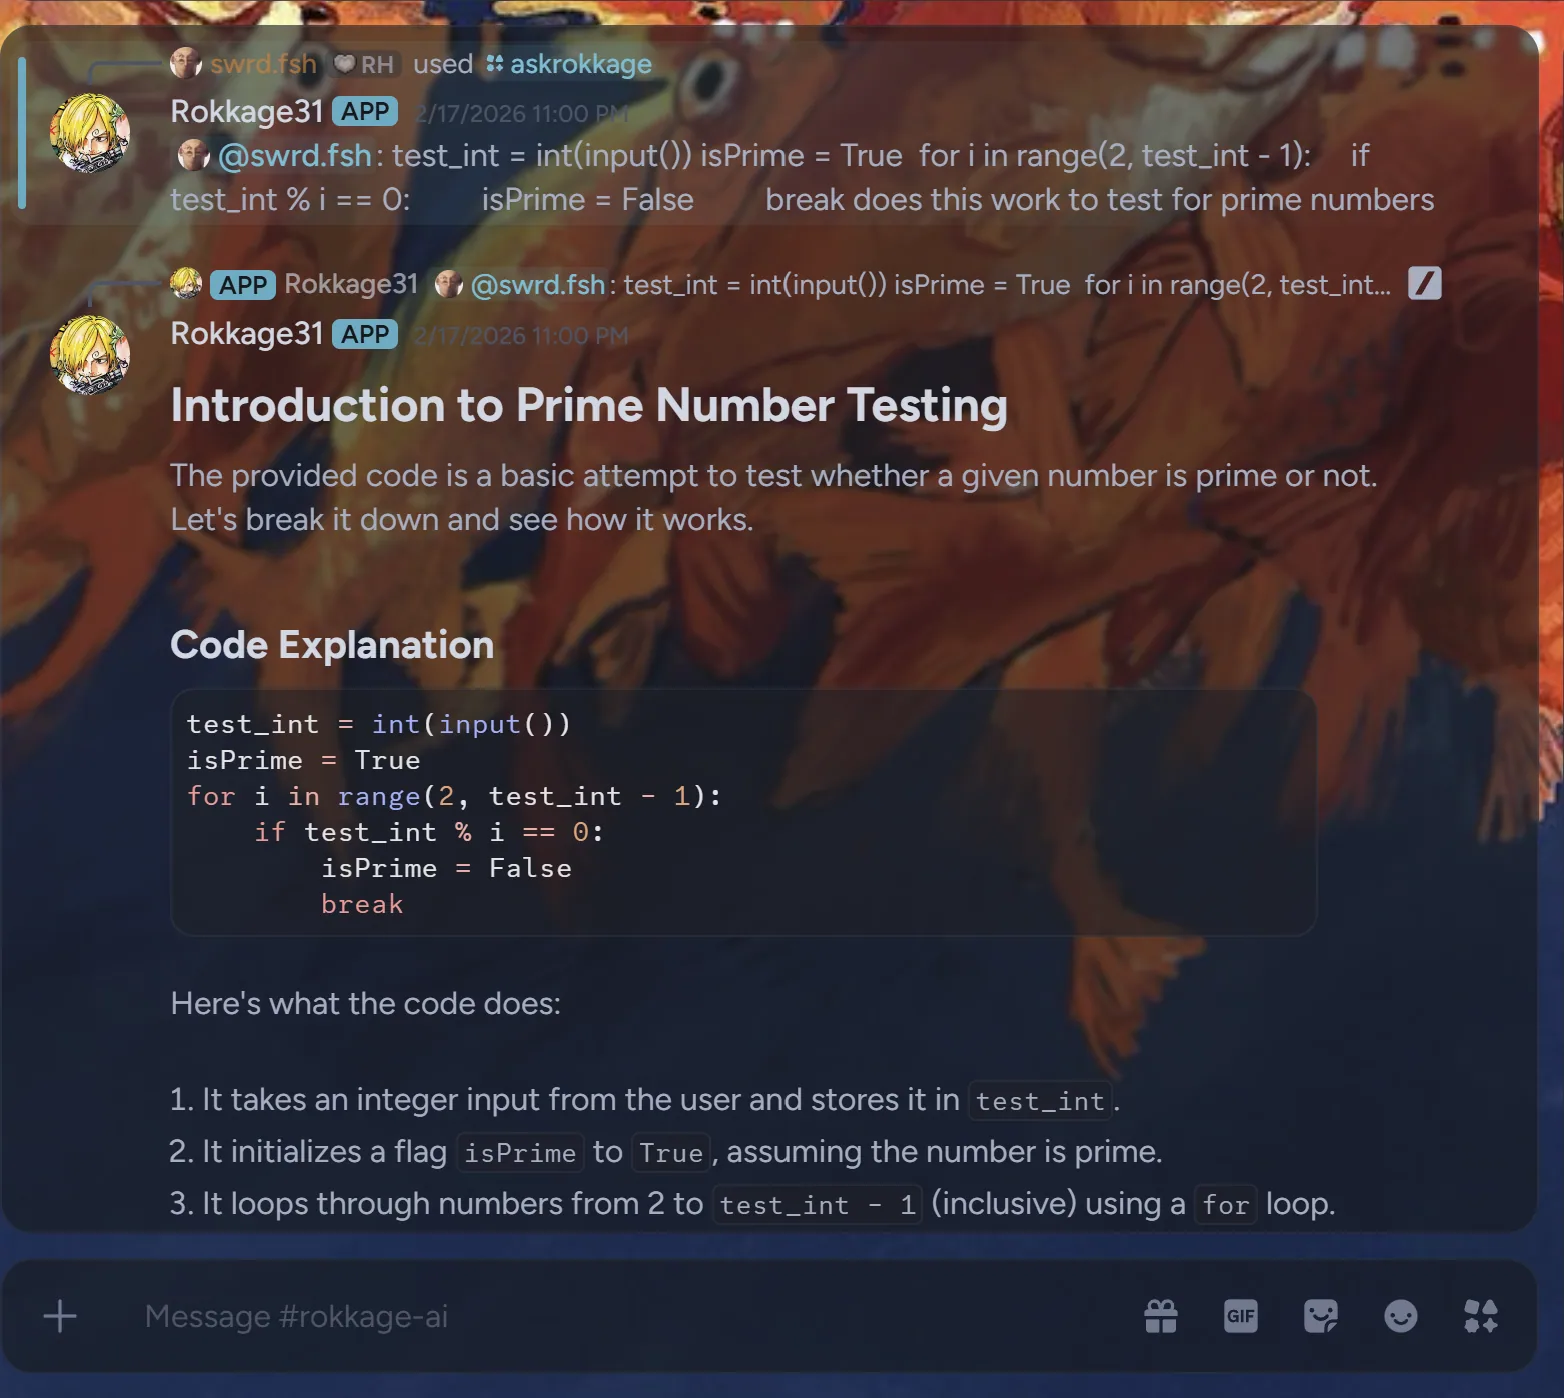 swrd.fsh RH used askrokkage
Rokkage31 APP 2/17/2026 11:00 PM
@swrd.fsh: test_int = int(input()) isPrime = True  for i in range(2, test_int - 1):     if
test_int % i == 0:         isPrime = False         break does this work to test for prime numbers
APP Rokkage31 @swrd.fsh: test_int = int(input()) isPrime = True  for i in range(2, test_int...
Rokkage31 APP 2/17/2026 11:00 PM
Introduction to Prime Number Testing
The provided code is a basic attempt to test whether a given number is prime or not.
Let's break it down and see how it works.
Code Explanation
test_int = int(input())
isPrime = True
for i in range(2, test_int - 1):
    if test_int % i == 0:
        isPrime = False
        break
Here's what the code does:
1. It takes an integer input from the user and stores it in test_int.
2. It initializes a flag isPrime to True, assuming the number is prime.
3. It loops through numbers from 2 to test_int - 1 (inclusive) using a for loop.
Message #rokkage-ai
GIF